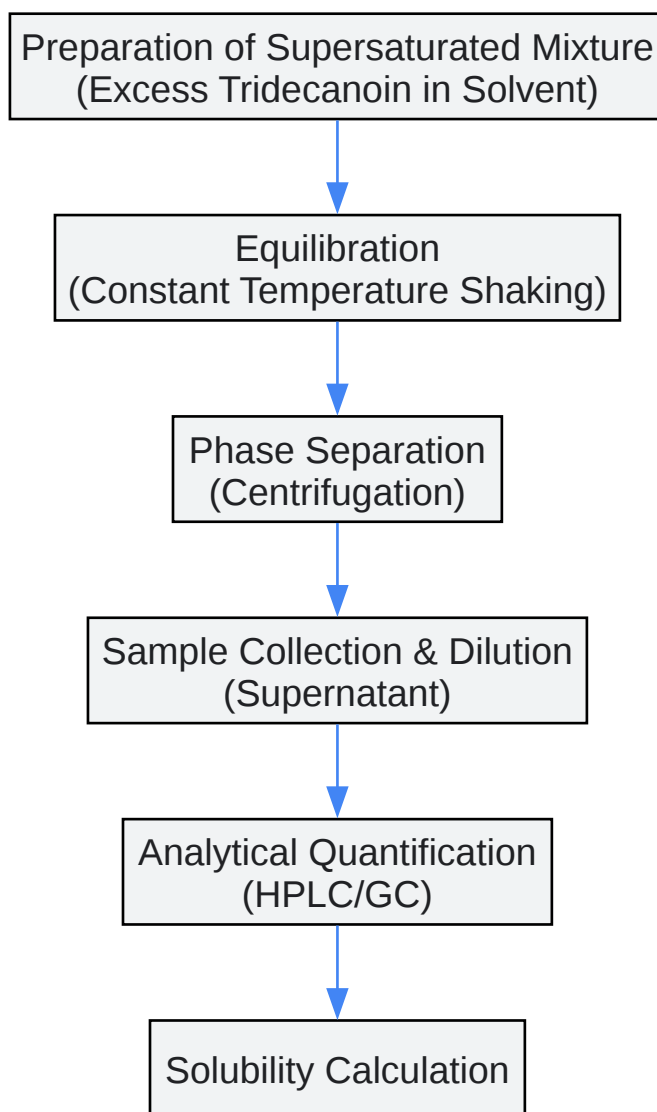 Preparation of Supersaturated Mixture
(Excess Tridecanoin in Solvent)
Equilibration
(Constant Temperature Shaking)
Phase Separation
(Centrifugation)
Sample Collection & Dilution
(Supernatant)
Analytical Quantification
(HPLC/GC)
Solubility Calculation